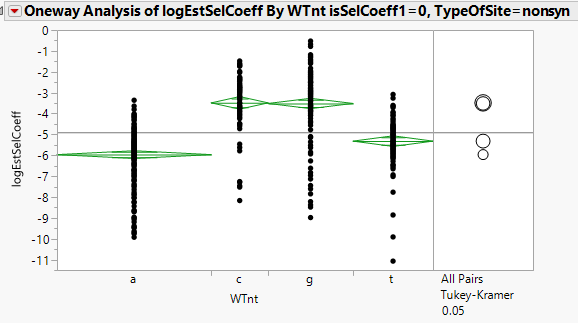 Oneway Analysis of logEstSelCoeff By WTnt isSelCoeff1=0, TypeOfSite=nonsyn
0
-1
-2
-3
-4
-5
-6
-7
-8
-9
-10
-11
logEstSelCoeff
a c g t
WTnt
All Pairs
Tukey-Kramer
0.05